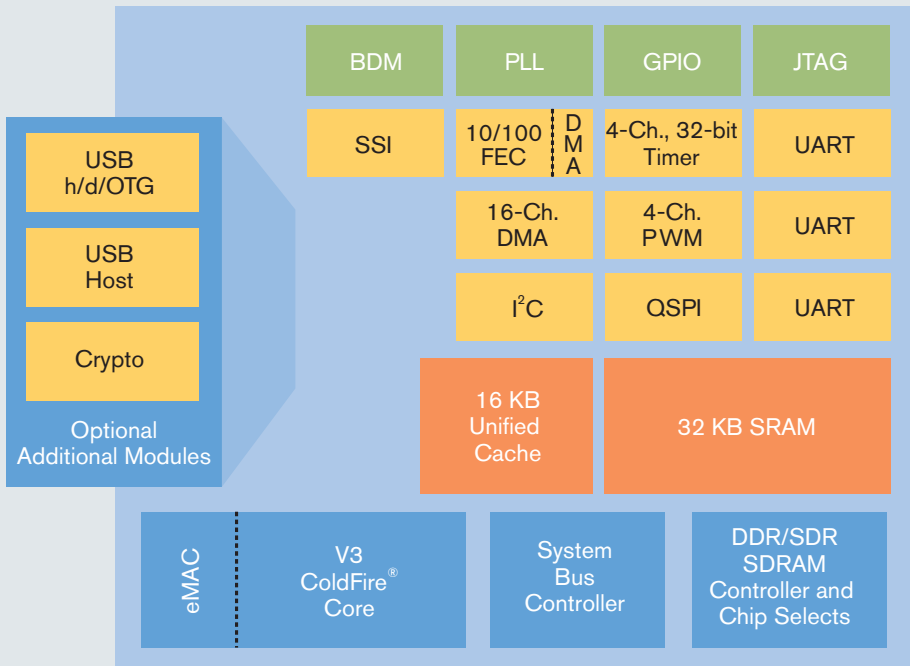 BDM
PLL
GPIO
JTAG
SSI
10/100
FEC
DMA
4-Ch., 32-bit
Timer
UART
16-Ch.
DMA
4-Ch.
PWM
UART
I²C
QSPI
UART
USB
h/d/OTG
USB
Host
Crypto
Optional
Additional Modules
16 KB
Unified
Cache
32 KB SRAM
eMAC
V3
ColdFire®
Core
System
Bus
Controller
DDR/SDR
SDRAM
Controller and
Chip Selects